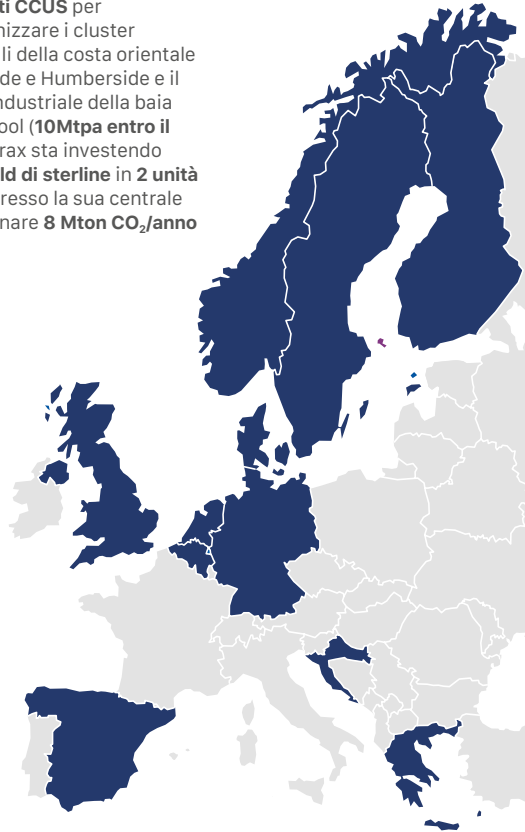 ti CCUS per
nizzare i cluster
li della costa orientale
de e Humberside e il
ndustriale della baia
ool (10Mtpa entro il
rax sta investendo
ld di sterline in 2 unità
resso la sua centrale
nare 8 Mton CO₂/anno